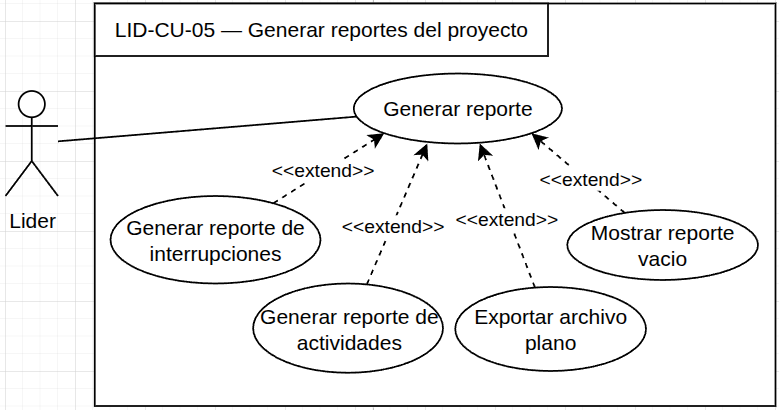 LID-CU-05 — Generar reportes del proyecto
Generar reporte
<<extend>>
<<extend>>
<<extend>>
<<extend>>
Lider
Generar reporte de
interrupciones
Mostrar reporte
vacio
Generar reporte de
actividades
Exportar archivo
plano